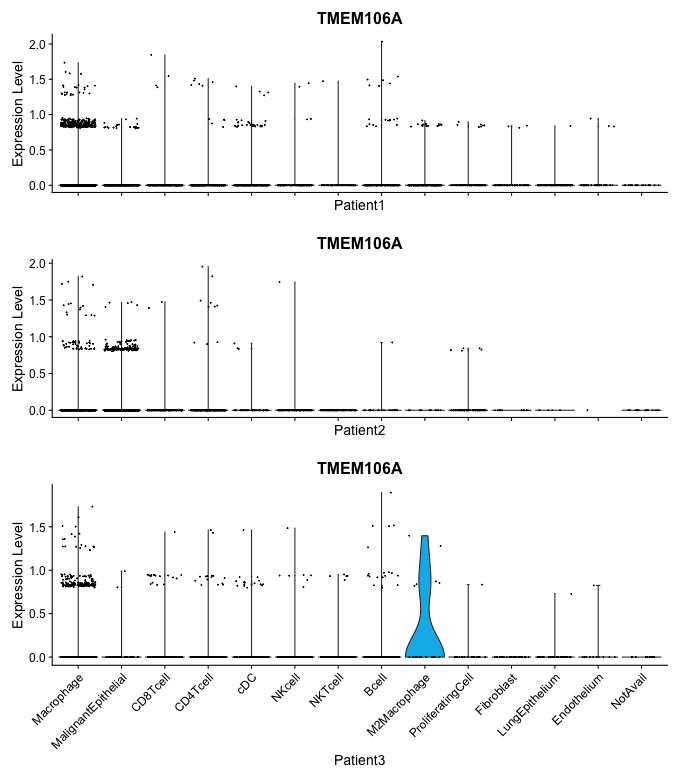 TMEM106A
2.0
1.5
1.0
0.5
0.0
Expression Level
Patient1
TMEM106A
2.0
1.5
1.0
0.5
0.0
Expression Level
Patient2
TMEM106A
1.5
1.0
0.5
0.0
Expression Level
Macrophage
MalignantEpithelial
CD8Tcell
CD4Tcell
cDC
NKcell
NKTcell
Bcell
M2Macrophage
ProliferatingCell
Fibroblast
LungEpithelium
Endothelium
NotAvail
Patient3